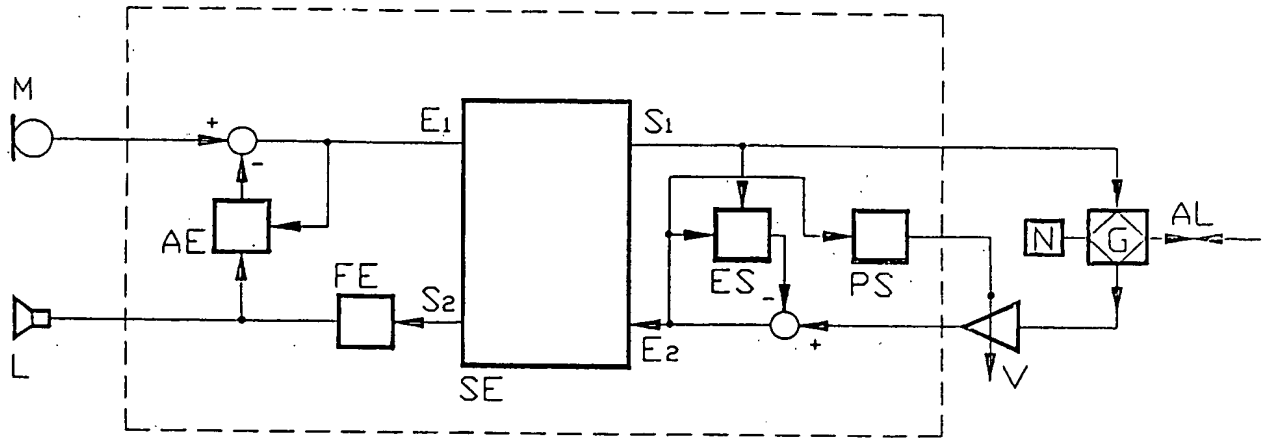 M
+
-
E1
S1
AE
N
G
AL
ES
PS
FE
S2
-
+
E2
L
SE
V